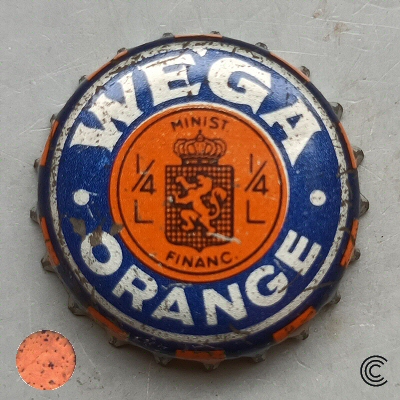 WEGA
MINIST
1/4 L
1/4 L
FINANC.
ORANGE